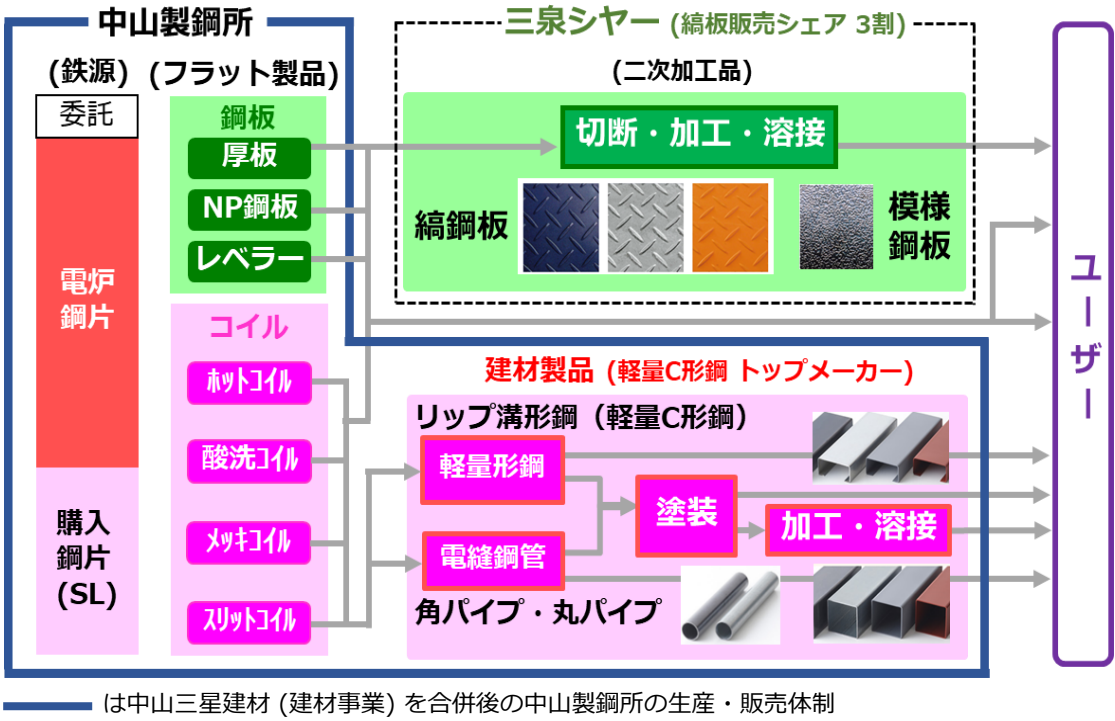 中山製鋼所
三泉シヤー (縞板販売シェア 3割)
(鉄源)
(フラット製品)
(二次加工品)
委託
電炉
鋼片
購入
鋼片
(SL)
鋼板
厚板
NP鋼板
レベラー
コイル
ﾎｯﾄｺｲﾙ
酸洗ｺｲﾙ
ﾒｯｷｺｲﾙ
ｽﾘｯﾄｺｲﾙ
切断・加工・溶接
縞鋼板
模様
鋼板
建材製品 (軽量C形鋼 トップメーカー)
リップ溝形鋼（軽量C形鋼）
軽量形鋼
電縫鋼管
塗装
加工・溶接
角パイプ・丸パイプ
ユーザー
は中山三星建材 (建材事業) を合併後の中山製鋼所の生産・販売体制